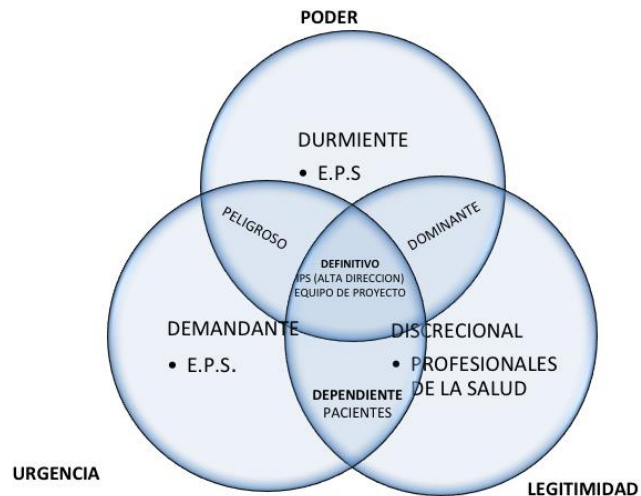 PODER
DURMIENTE
• E.P.S
PELIGROSO
DOMINANTE
DEFINITIVO
IPS (ALTA DIRECCION)
EQUIPO DE PROYECTO
DEMANDANTE
• E.P.S.
DISCRECIONAL
• PROFESIONALES
DE LA SALUD
DEPENDIENTE
PACIENTES
URGENCIA
LEGITIMIDAD